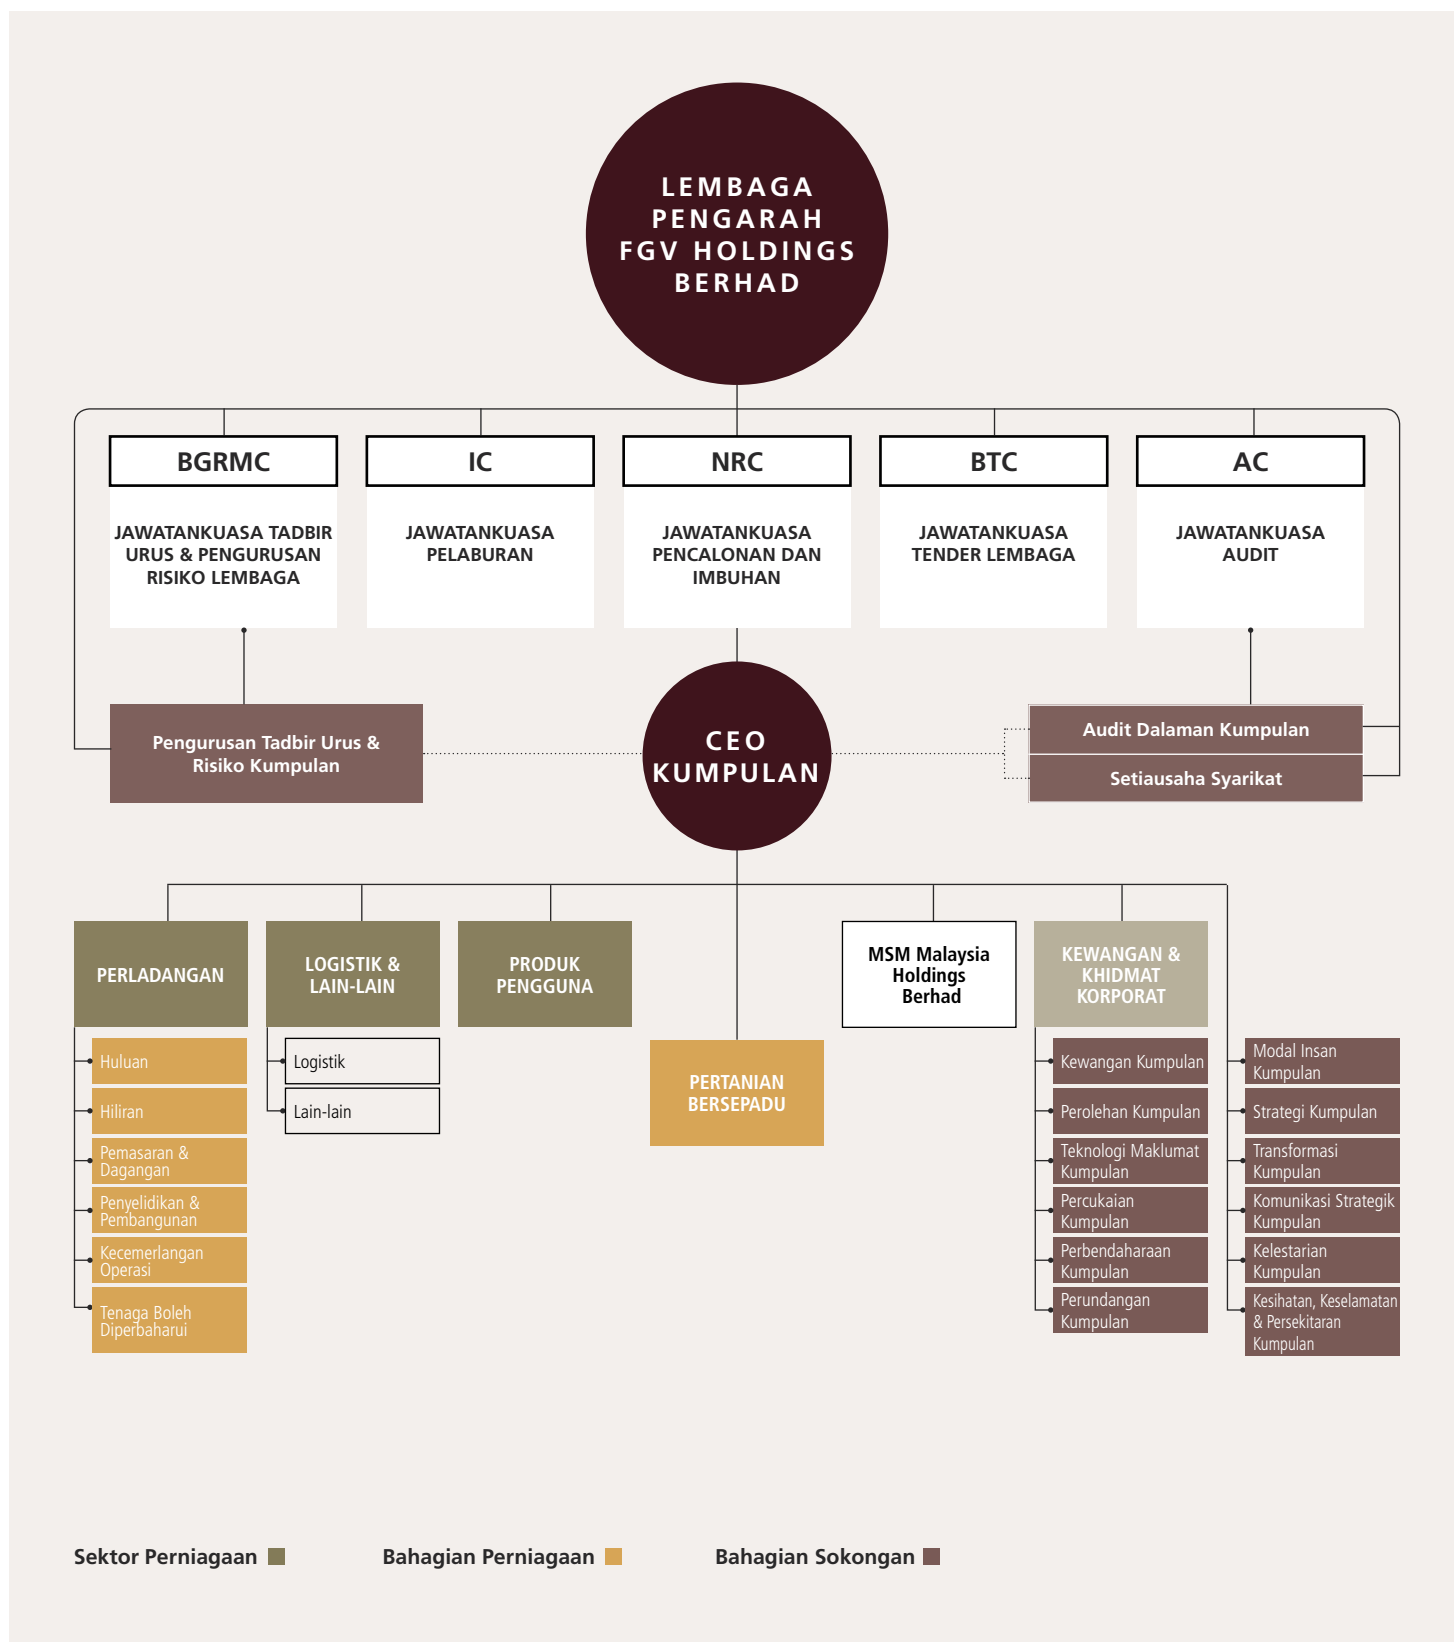 LEMBAGA
PENGARAH
FGV HOLDINGS
BERHAD
BGRMC
JAWATANKUASA TADBIR
URUS & PENGURUSAN
RISIKO LEMBAGA
IC
JAWATANKUASA
PELABURAN
NRC
JAWATANKUASA
PENCALONAN DAN
IMBUHAN
BTC
JAWATANKUASA
TENDER LEMBAGA
AC
JAWATANKUASA
AUDIT
Pengurusan Tadbir Urus &
Risiko Kumpulan
CEO
KUMPULAN
Audit Dalaman Kumpulan
Setiausaha Syarikat
PERLADANGAN
Huluan
Hiliran
Pemasaran &
Dagangan
Penyelidikan &
Pembangunan
Kecemerlangan
Operasi
Tenaga Boleh
Diperbaharui
LOGISTIK &
LAIN-LAIN
Logistik
Lain-lain
PRODUK
PENGGUNA
PERTANIAN
BERSEPADU
MSM Malaysia
Holdings
Berhad
KEWANGAN &
KHIDMAT
KORPORAT
Kewangan Kumpulan
Perolehan Kumpulan
Teknologi Maklumat
Kumpulan
Percukaian
Kumpulan
Perbendaharaan
Kumpulan
Perundangan
Kumpulan
Modal Insan
Kumpulan
Strategi Kumpulan
Transformasi
Kumpulan
Komunikasi Strategik
Kumpulan
Kelestarian
Kumpulan
Kesihatan, Keselamatan
& Persekitaran
Kumpulan
Sektor Perniagaan
Bahagian Perniagaan
Bahagian Sokongan